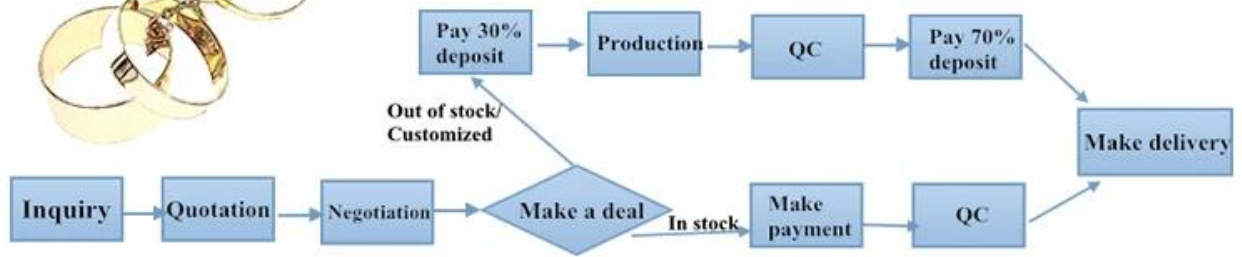 Pay 30%
deposit
Production
QC
Pay 70%
deposit
Out of stock/
Customized
Make delivery
Inquiry
Quotation
Negotiation
Make a deal
In stock
Make
payment
QC